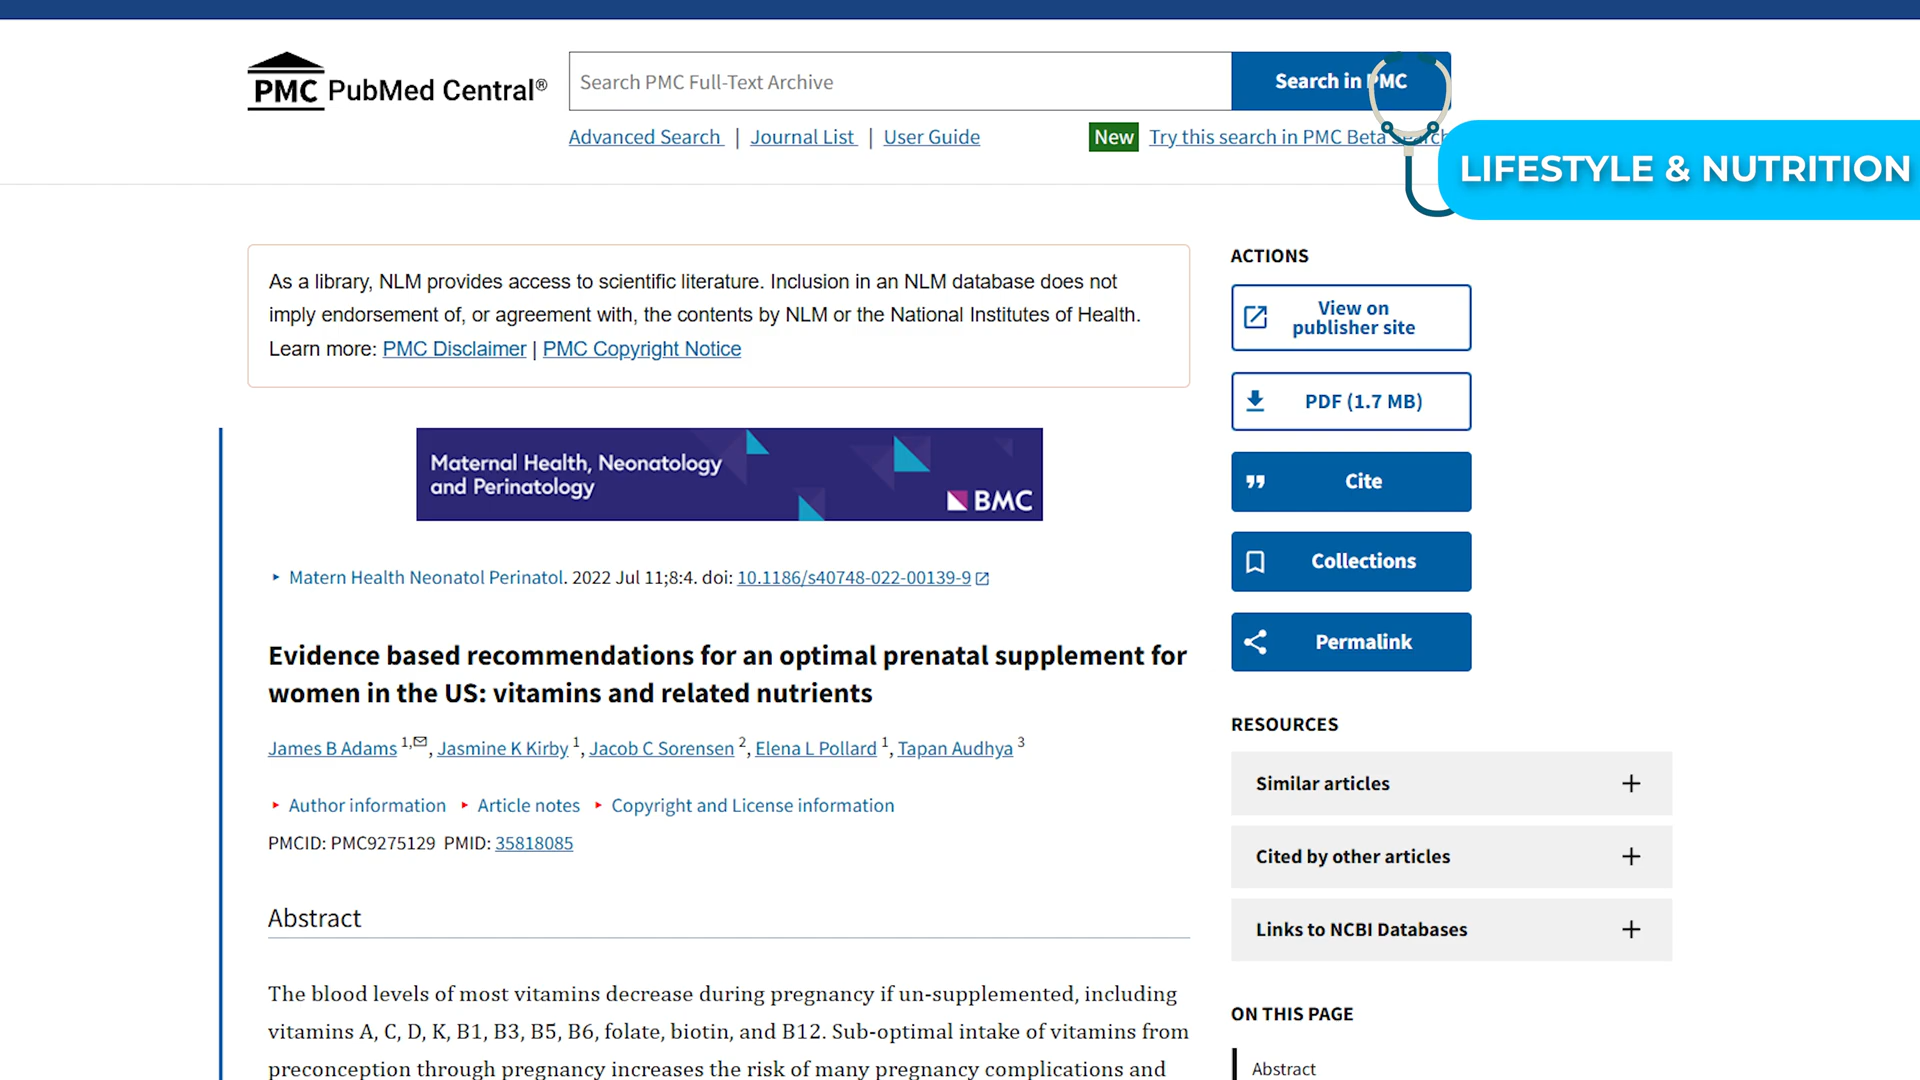 PMC PubMed Central®
Search PMC Full-Text Archive
Search in PMC
Advanced Search | Journal List | User Guide
New Try this search in PMC Beta Search
LIFESTYLE & NUTRITION
As a library, NLM provides access to scientific literature. Inclusion in an NLM database does not
imply endorsement of, or agreement with, the contents by NLM or the National Institutes of Health.
Learn more: PMC Disclaimer | PMC Copyright Notice
Maternal Health, Neonatology
and Perinatology
BMC
Matern Health Neonatol Perinatol. 2022 Jul 11;8:4. doi: 10.1186/s40748-022-00139-9
Evidence based recommendations for an optimal prenatal supplement for
women in the US: vitamins and related nutrients
James B Adams 1,✉, Jasmine K Kirby 1, Jacob C Sorensen 2, Elena L Pollard 1, Tapan Audhya 3
Author information Article notes Copyright and License information
PMCID: PMC9275129 PMID: 35818085
Abstract
The blood levels of most vitamins decrease during pregnancy if un-supplemented, including
vitamins A, C, D, K, B1, B3, B5, B6, folate, biotin, and B12. Sub-optimal intake of vitamins from
preconception through pregnancy increases the risk of many pregnancy complications and
ACTIONS
View on
publisher site
PDF (1.7 MB)
Cite
Collections
Permalink
RESOURCES
Similar articles
Cited by other articles
Links to NCBI Databases
ON THIS PAGE
Abstract